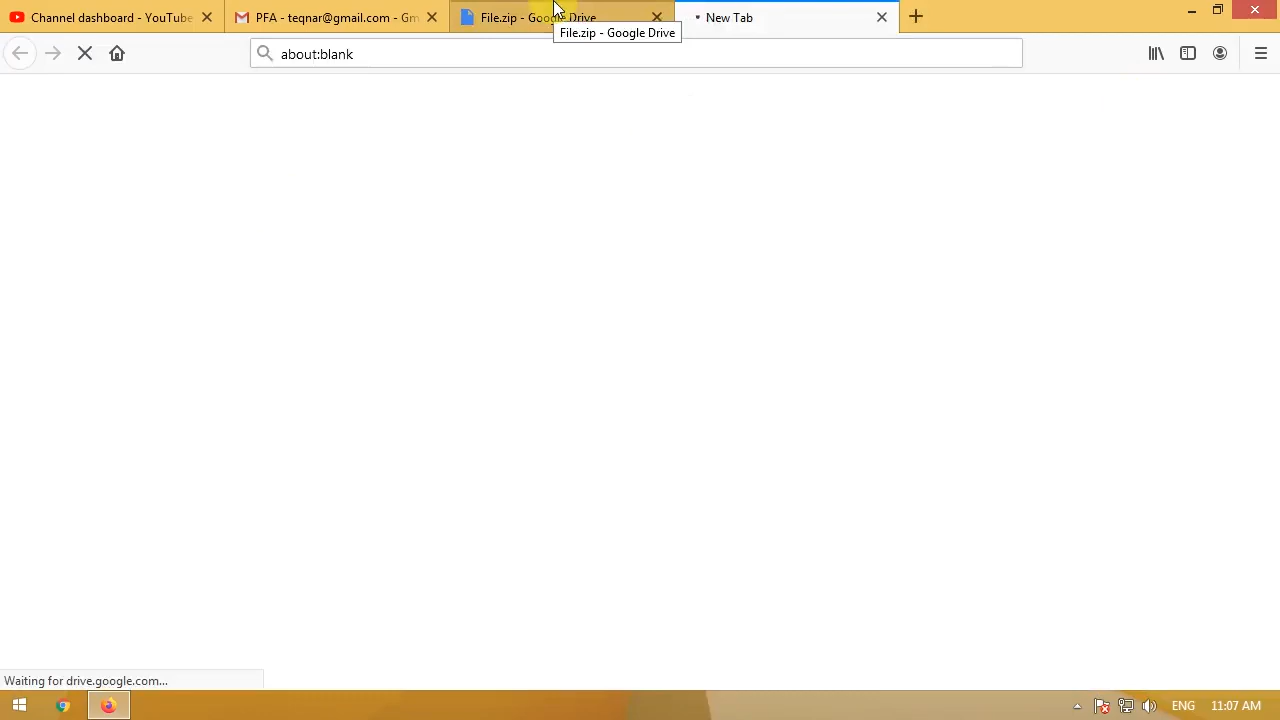 Channel dashboard - YouTube
PFA - teqnar@gmail.com - Gm
File.zip - Google Drive
New Tab
File.zip - Google Drive
about:blank
Waiting for drive.google.com...
ENG
11:07 AM